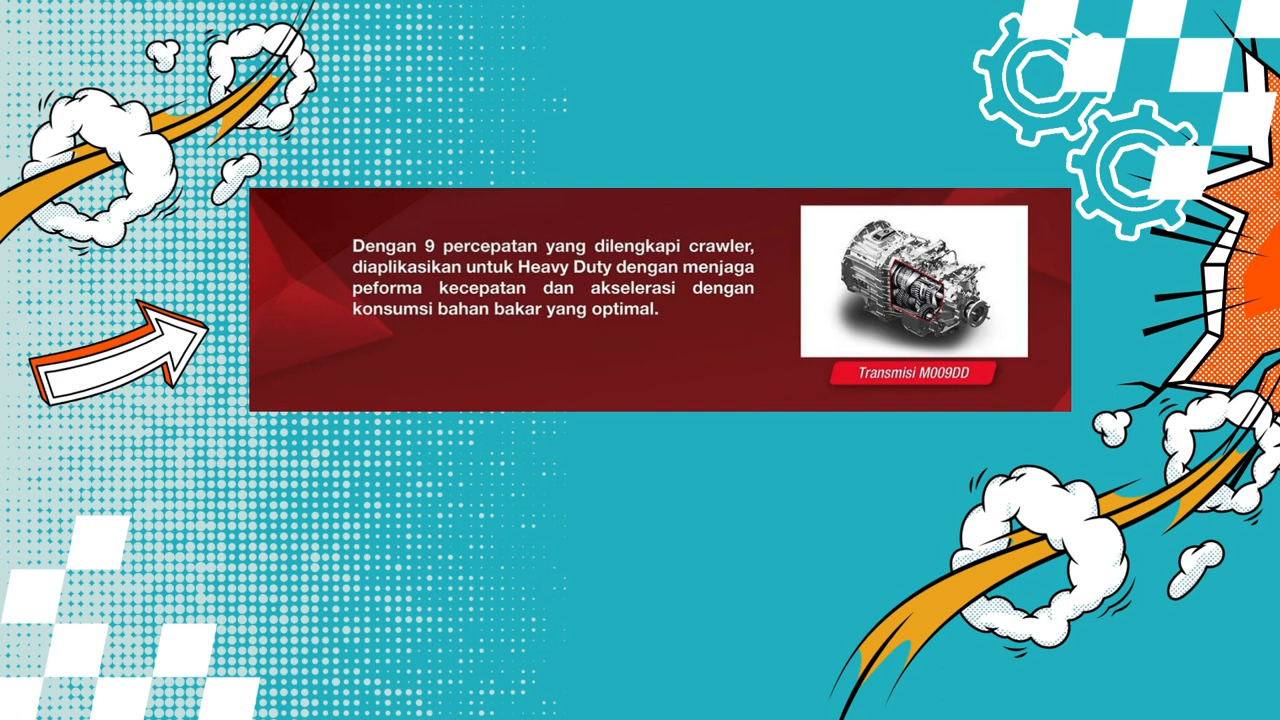 Dengan 9 percepatan yang dilengkapi crawler,
diaplikasikan untuk Heavy Duty dengan menjaga
peforma kecepatan dan akselerasi dengan
konsumsi bahan bakar yang optimal.
Transmisi M009DD